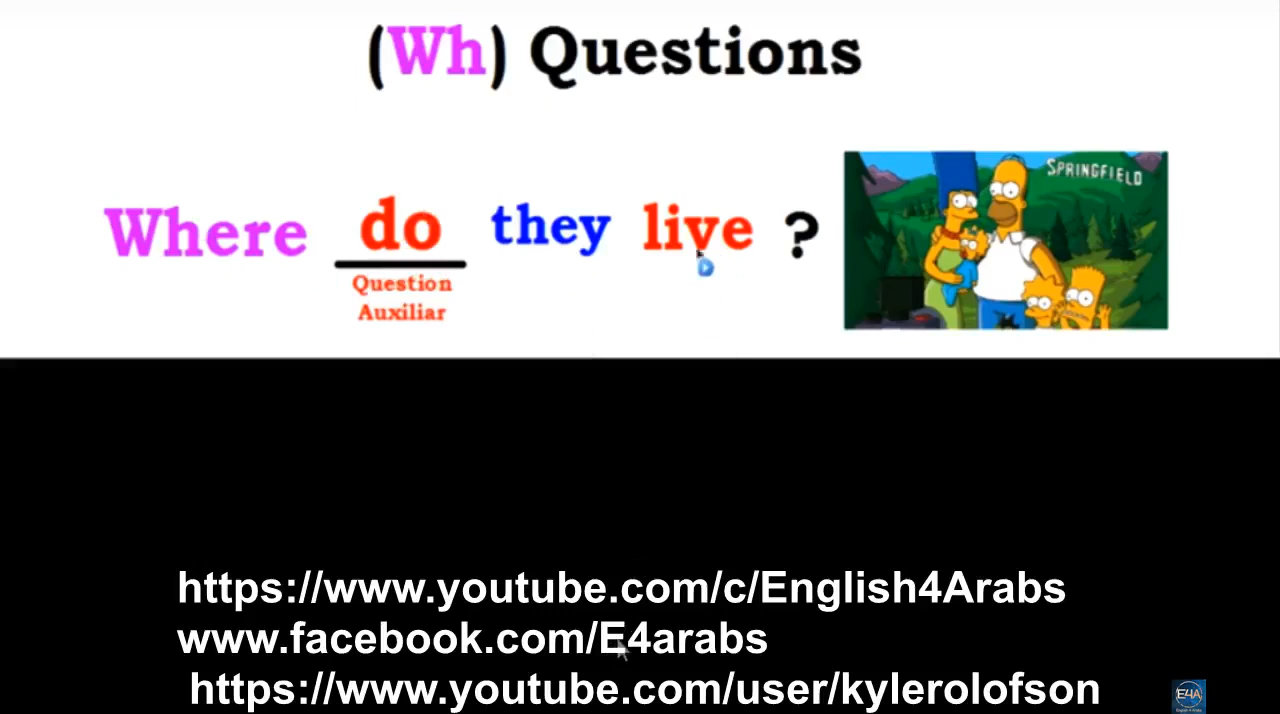 (Wh) Questions
SPRINGFIELD
Where do they live ?
Question
Auxiliar
https://www.youtube.com/c/English4Arabs
www.facebook.com/E4arabs
https://www.youtube.com/user/kylerolofson
E4A